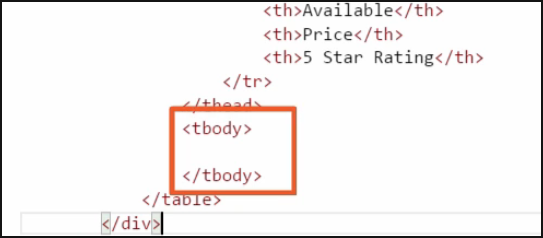 <th>Available</th>
<th>Price</th>
<th>5 Star Rating</th>
</tr>
</thead>
<tbody>
</tbody>
</table>
</div>